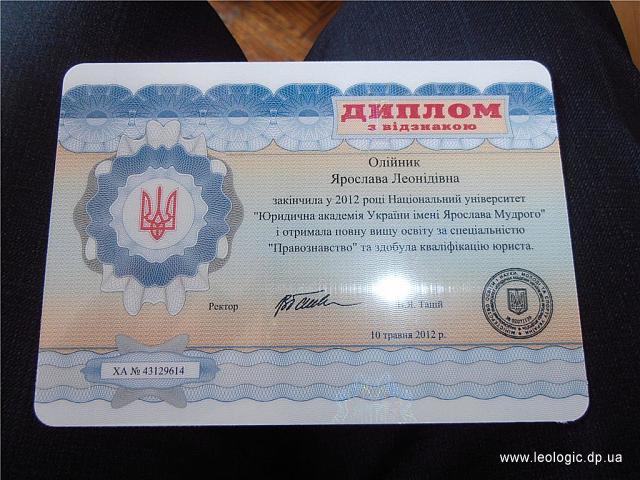 ДИПЛОМ
з відзнакою
Олійник
Ярослава Леонідівна
закінчила у 2012 році Національний університет
"Юридична академія України імені Ярослава Мудрого"
і отримала повну вищу освіту за спеціальністю
"Правознавство" та здобула кваліфікацію юриста.
Ректор
В.Я. Тацій
10 травня 2012 р.
ХА № 43129614
www.leologic.dp.ua